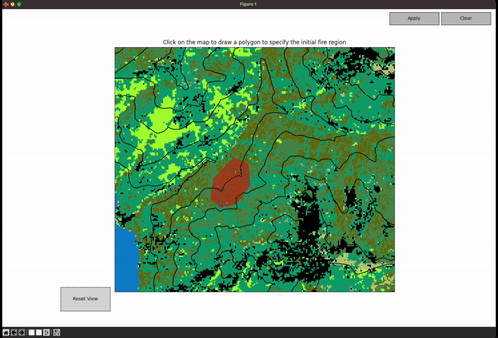 Figure 1
Apply
Clear
Click on the map to draw a polygon to specify the initial fire region
Reset View